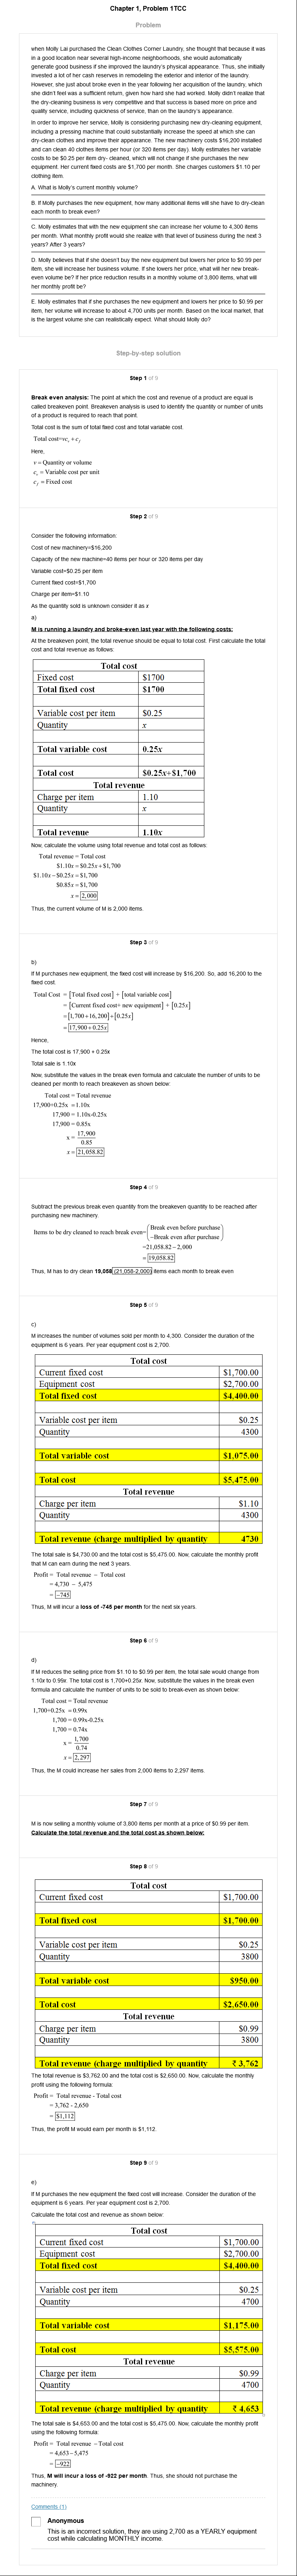 Chapter 1, Problem 1TCC
Problem
when Molly Lai purchased the Clean Clothes Corner Laundry, she thought that because it was
in a good location near several high-income neighborhoods, she would automatically
generate good business if she improved the laundry's physical appearance. Thus, she initially
invested a lot of her cash reserves in remodeling the exterior and interior of the laundry.
However, she just about broke even in the year following her acquisition of the laundry, which
she didn't feel was a sufficient return, given how hard she had worked. Molly didn't realize that
the dry-cleaning business is very competitive and that success is based more on price and
quality service, including quickness of service, than on the laundry's appearance.
In order to improve her service, Molly is considering purchasing new dry-cleaning equipment,
including a pressing machine that could substantially increase the speed at which she can
dry-clean clothes and improve their appearance. The new machinery costs $16,200 installed
and can clean 40 clothes items per hour (or 320 items per day). Molly estimates her variable
costs to be $0.25 per item dry- cleaned, which will not change if she purchases the new
equipment. Her current fixed costs are $1,700 per month. She charges customers $1.10 per
clothing item.
A. What is Molly's current monthly volume?
B. If Molly purchases the new equipment, how many additional items will she have to dry-clean
each month to break even?
C. Molly estimates that with the new equipment she can increase her volume to 4,300 items
per month. What monthly profit would she realize with that level of business during the next 3
years? After 3 years?
D. Molly believes that if she doesn't buy the new equipment but lowers her price to $0.99 per
item, she will increase her business volume. If she lowers her price, what will her new break-
even volume be? If her price reduction results in a monthly volume of 3,800 items, what will
her monthly profit be?
E. Molly estimates that if she purchases the new equipment and lowers her price to $0.99 per
item, her volume will increase to about 4,700 units per month. Based on the local market, that
is the largest volume she can realistically expect. What should Molly do?
Step-by-step solution
Step 1 of 9
Break even analysis: The point at which the cost and revenue of a product are equal is
called breakeven point. Breakeven analysis is used to identify the quantity or number of units
of a product is required to reach that point.
Total cost is the sum of total fixed cost and total variable cost.
Total cost=vcᵥ + c_f
Here,
v = Quantity or volume
cᵥ = Variable cost per unit
c_f = Fixed cost
Step 2 of 9
Consider the following information:
Cost of new machinery=$16,200
Capacity of the new machine=40 items per hour or 320 items per day
Variable cost=$0.25 per item
Current fixed cost=$1,700
Charge per item=$1.10
As the quantity sold is unknown consider it as x
a)
M is running a laundry and broke-even last year with the following costs:
At the breakeven point, the total revenue should be equal to total cost. First calculate the total
cost and total revenue as follows:
Total cost
Fixed cost $1700
Total fixed cost $1700
Variable cost per item $0.25
Quantity x
Total variable cost 0.25x
Total cost $0.25x+$1,700
Total revenue
Charge per item 1.10
Quantity x
Total revenue 1.10x
Now, calculate the volume using total revenue and total cost as follows:
Total revenue = Total cost
$1.10x = $0.25x + $1,700
$1.10x − $0.25x = $1,700
$0.85x = $1,700
x = 2,000
Thus, the current volume of M is 2,000 items.
Step 3 of 9
b)
If M purchases new equipment, the fixed cost will increase by $16,200. So, add 16,200 to the
fixed cost.
Total Cost = [Total fixed cost] + [total variable cost]
= [Current fixed cost+ new equipment] + [0.25x]
= [1,700 +16,200] + [0.25x]
= 17,900 + 0.25x
Hence,
The total cost is 17,900 + 0.25x
Total sale is 1.10x
Now, substitute the values in the break even formula and calculate the number of units to be
cleaned per month to reach breakeven as shown below:
Total cost = Total revenue
17,900+0.25x = 1.10x
17,900 = 1.10x-0.25x
17,900 = 0.85x
x = 17,900 / 0.85
x = 21,058.82
Step 4 of 9
Subtract the previous break even quantity from the breakeven quantity to be reached after
purchasing new machinery.
Items to be dry cleaned to reach break even= (Break even before purchase
−Break even after purchase)
=21,058.82 − 2,000
= 19,058.82
Thus, M has to dry clean 19,058 (21,058-2,000) items each month to break even
Step 5 of 9
c)
M increases the number of volumes sold per month to 4,300. Consider the duration of the
equipment is 6 years. Per year equipment cost is 2,700.
Total cost
Current fixed cost $1,700.00
Equipment cost $2,700.00
Total fixed cost $4,400.00
Variable cost per item $0.25
Quantity 4300
Total variable cost $1,075.00
Total cost $5,475.00
Total revenue
Charge per item $1.10
Quantity 4300
Total revenue (charge multiplied by quantity 4730
The total sale is $4,730.00 and the total cost is $5,475.00. Now, calculate the monthly profit
that M can earn during the next 3 years.
Profit = Total revenue − Total cost
= 4,730 − 5,475
= −745
Thus, M will incur a loss of -745 per month for the next six years.
Step 6 of 9
d)
If M reduces the selling price from $1.10 to $0.99 per item, the total sale would change from
1.10x to 0.99x. The total cost is 1,700+0.25x. Now, substitute the values in the break even
formula and calculate the number of units to be sold to break-even as shown below:
Total cost = Total revenue
1,700+0.25x = 0.99x
1,700 = 0.99x-0.25x
1,700 = 0.74x
x = 1,700 / 0.74
x = 2,297
Thus, the M could increase her sales from 2,000 items to 2,297 items.
Step 7 of 9
M is now selling a monthly volume of 3,800 items per month at a price of $0.99 per item.
Calculate the total revenue and the total cost as shown below:
Step 8 of 9
Total cost
Current fixed cost $1,700.00
Total fixed cost $1,700.00
Variable cost per item $0.25
Quantity 3800
Total variable cost $950.00
Total cost $2,650.00
Total revenue
Charge per item $0.99
Quantity 3800
Total revenue (charge multiplied by quantity ₹ 3,762
The total revenue is $3,762.00 and the total cost is $2,650.00. Now, calculate the monthly
profit using the following formula:
Profit = Total revenue - Total cost
= 3,762 - 2,650
= $1,112
Thus, the profit M would earn per month is $1,112.
Step 9 of 9
e)
If M purchases the new equipment the fixed cost will increase. Consider the duration of the
equipment is 6 years. Per year equipment cost is 2,700.
Calculate the total cost and revenue as shown below:
Total cost
Current fixed cost $1,700.00
Equipment cost $2,700.00
Total fixed cost $4,400.00
Variable cost per item $0.25
Quantity 4700
Total variable cost $1,175.00
Total cost $5,575.00
Total revenue
Charge per item $0.99
Quantity 4700
Total revenue (charge multiplied by quantity ₹ 4,653
The total sale is $4,653.00 and the total cost is $5,475.00. Now, calculate the monthly profit
using the following formula:
Profit = Total revenue − Total cost
= 4,653 − 5,475
= −922
Thus, M will incur a loss of -922 per month. Thus, she should not purchase the
machinery.
Comments (1)
Anonymous
This is an incorrect solution, they are using 2,700 as a YEARLY equipment
cost while calculating MONTHLY income.